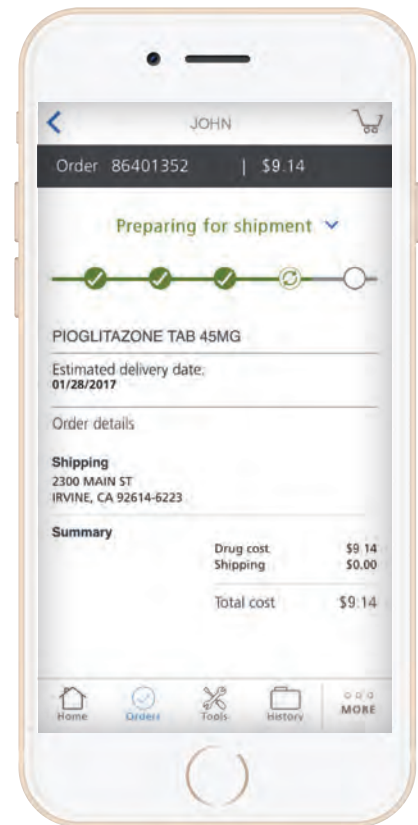 JOHN
Order 86401352 | $9.14
Preparing for shipment
PIOGLITAZONE TAB 45MG
Estimated delivery date:
01/28/2017
Order details
Shipping
2300 MAIN ST
IRVINE, CA 92614-6223
Summary
Drug cost $9.14
Shipping $0.00
Total cost $9.14
Home Orders Tools History MORE